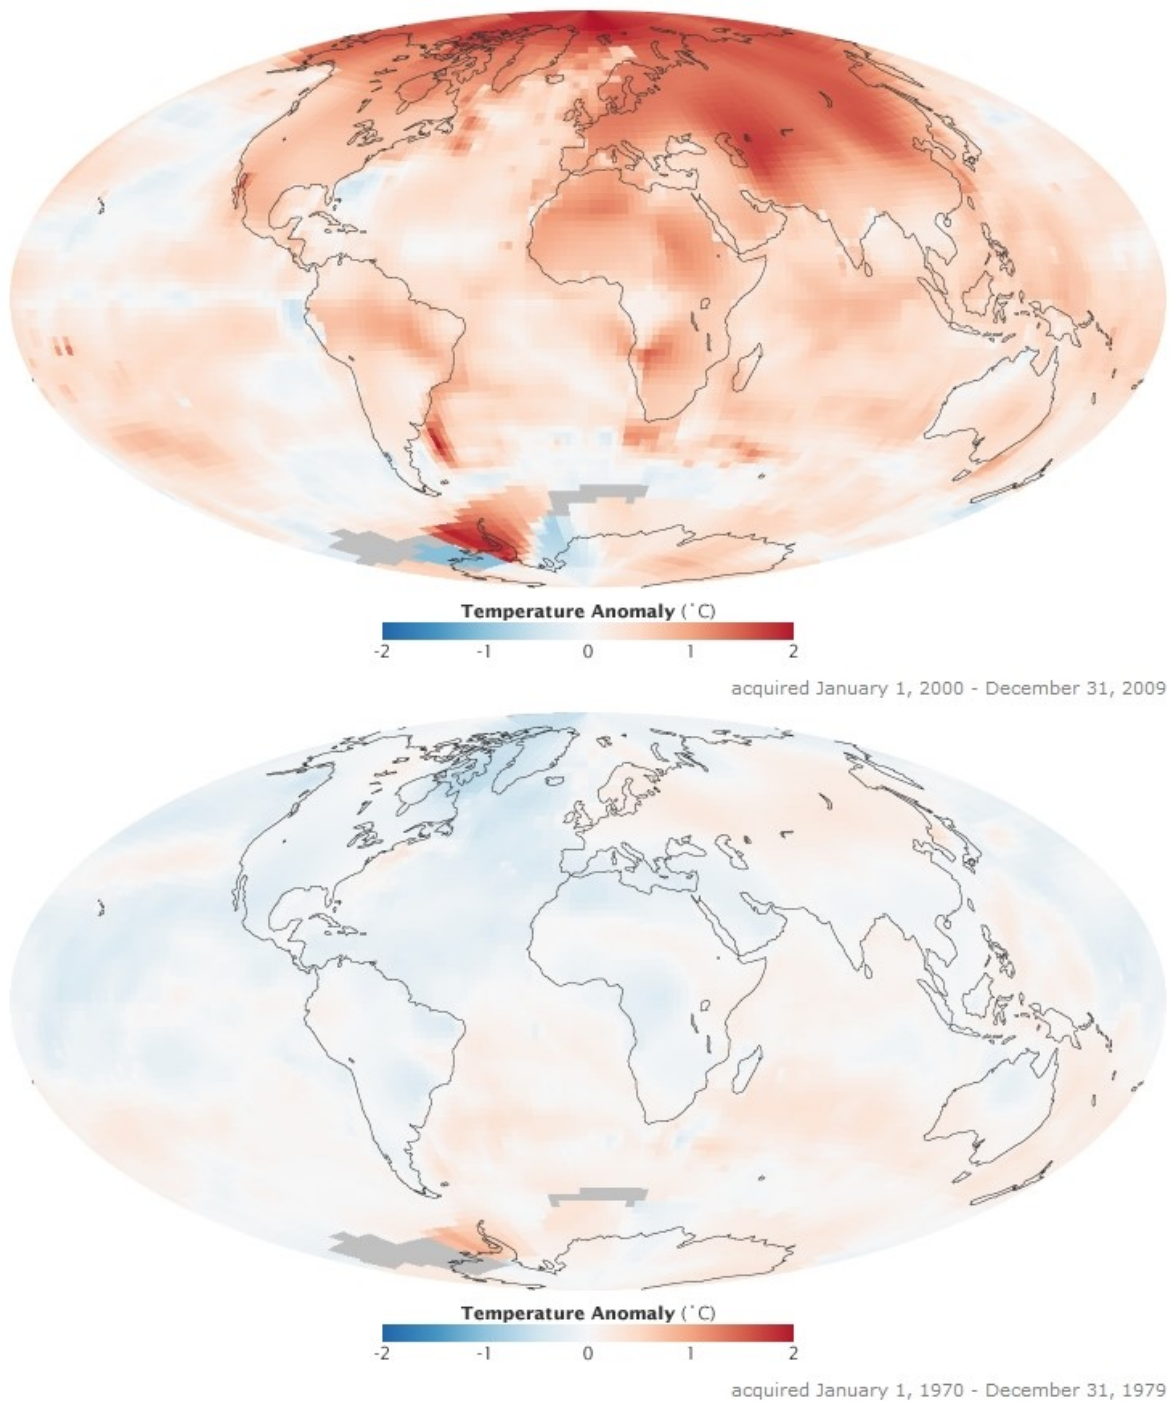 Temperature Anomaly (˚C)
-2 -1 0 1 2
acquired January 1, 2000 - December 31, 2009
Temperature Anomaly (˚C)
-2 -1 0 1 2
acquired January 1, 1970 - December 31, 1979